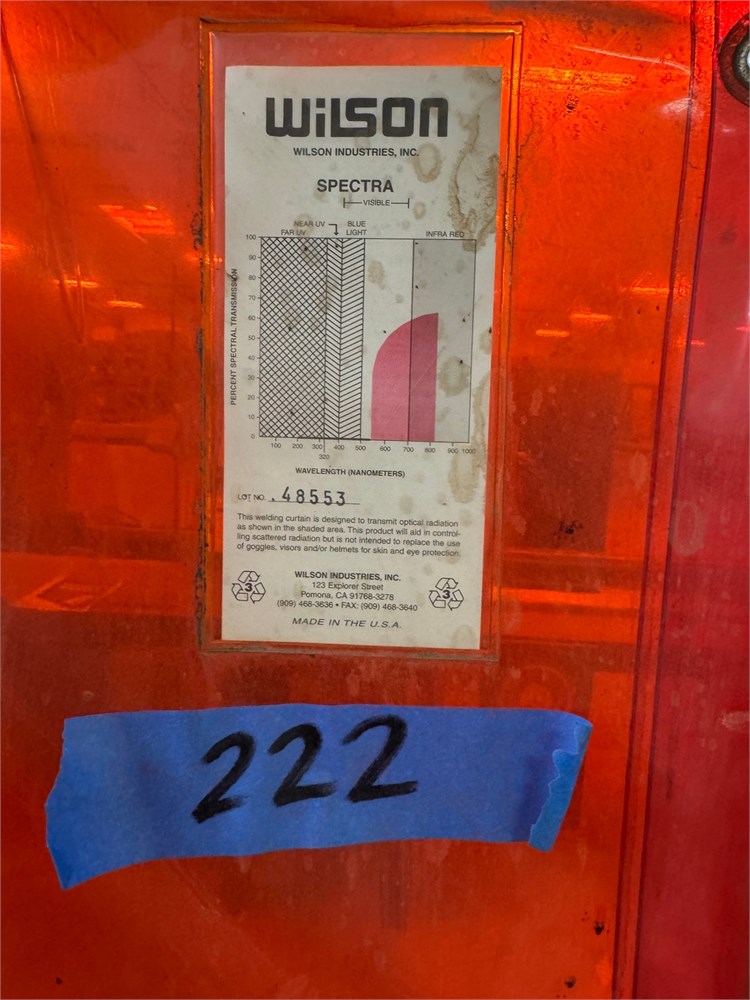 WiLSON
WILSON INDUSTRIES, INC.
SPECTRA
VISIBLE
NEAR UV
BLUE
FAR UV
LIGHT
INFRA RED
100
90
80
70
60
50
40
30
20
10
0
PERCENT SPECTRAL TRANSMISSION
100 200 300 400 500 600 700 800 900 1000
320
WAVELENGTH (NANOMETERS)
LOT NO. 48553
This welding curtain is designed to transmit optical radiation
as shown in the shaded area. This product will aid in control-
ling scattered radiation but is not intended to replace the use
of goggles, visors and/or helmets for skin and eye protection.
WILSON INDUSTRIES, INC.
123 Explorer Street
Pomona, CA 91768-3278
(909) 468-3636 • FAX: (909) 468-3640
3
3
MADE IN THE U.S.A.
222